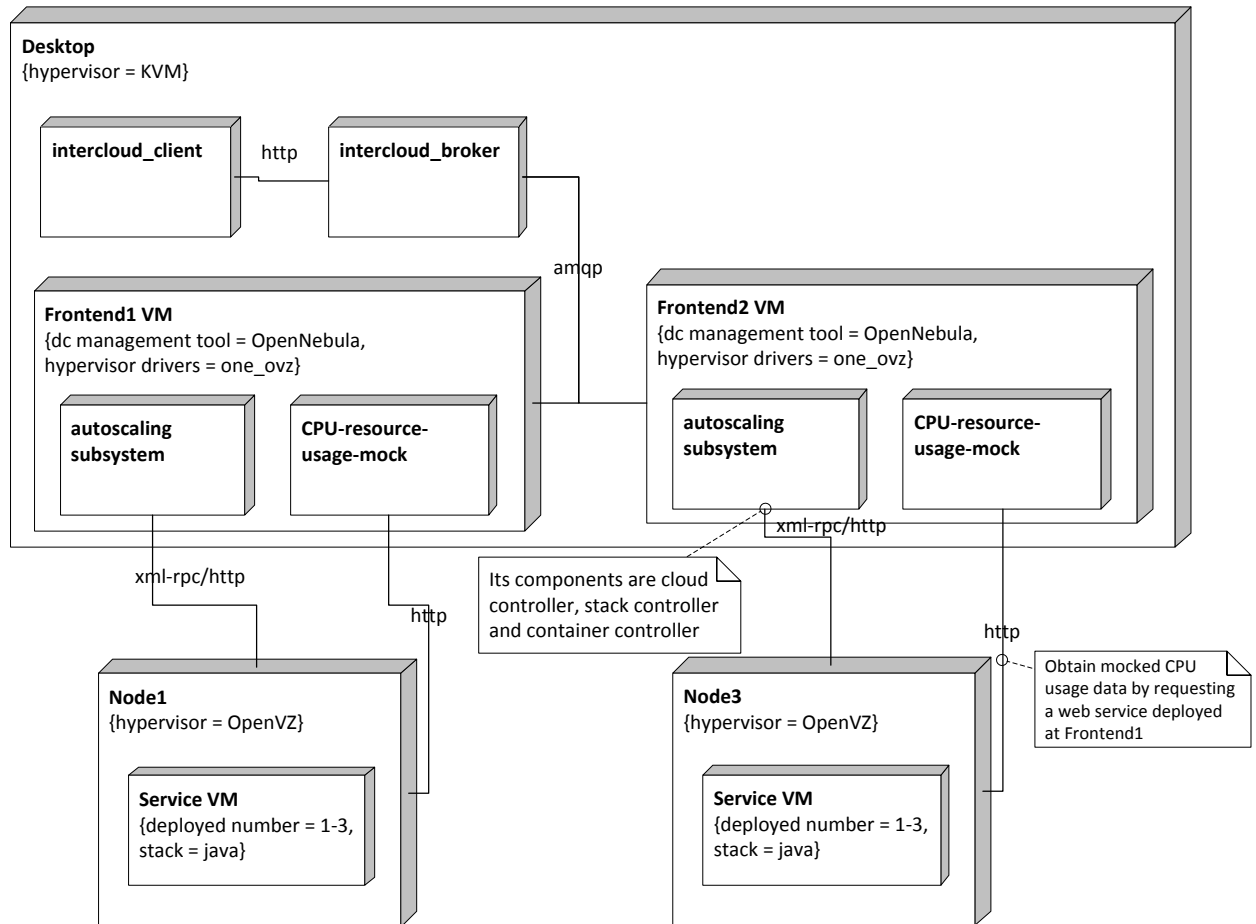 Desktop
{hypervisor = KVM}
intercloud_client
http
intercloud_broker
amqp
Frontend1 VM
{dc management tool = OpenNebula,
hypervisor drivers = one_ovz}
autoscaling
subsystem
CPU-resource-
usage-mock
Frontend2 VM
{dc management tool = OpenNebula,
hypervisor drivers = one_ovz}
autoscaling
subsystem
CPU-resource-
usage-mock
xml-rpc/http
http
xml-rpc/http
http
Its components are cloud
controller, stack controller
and container controller
Obtain mocked CPU
usage data by requesting
a web service deployed
at Frontend1
Node1
{hypervisor = OpenVZ}
Service VM
{deployed number = 1-3,
stack = java}
Node3
{hypervisor = OpenVZ}
Service VM
{deployed number = 1-3,
stack = java}